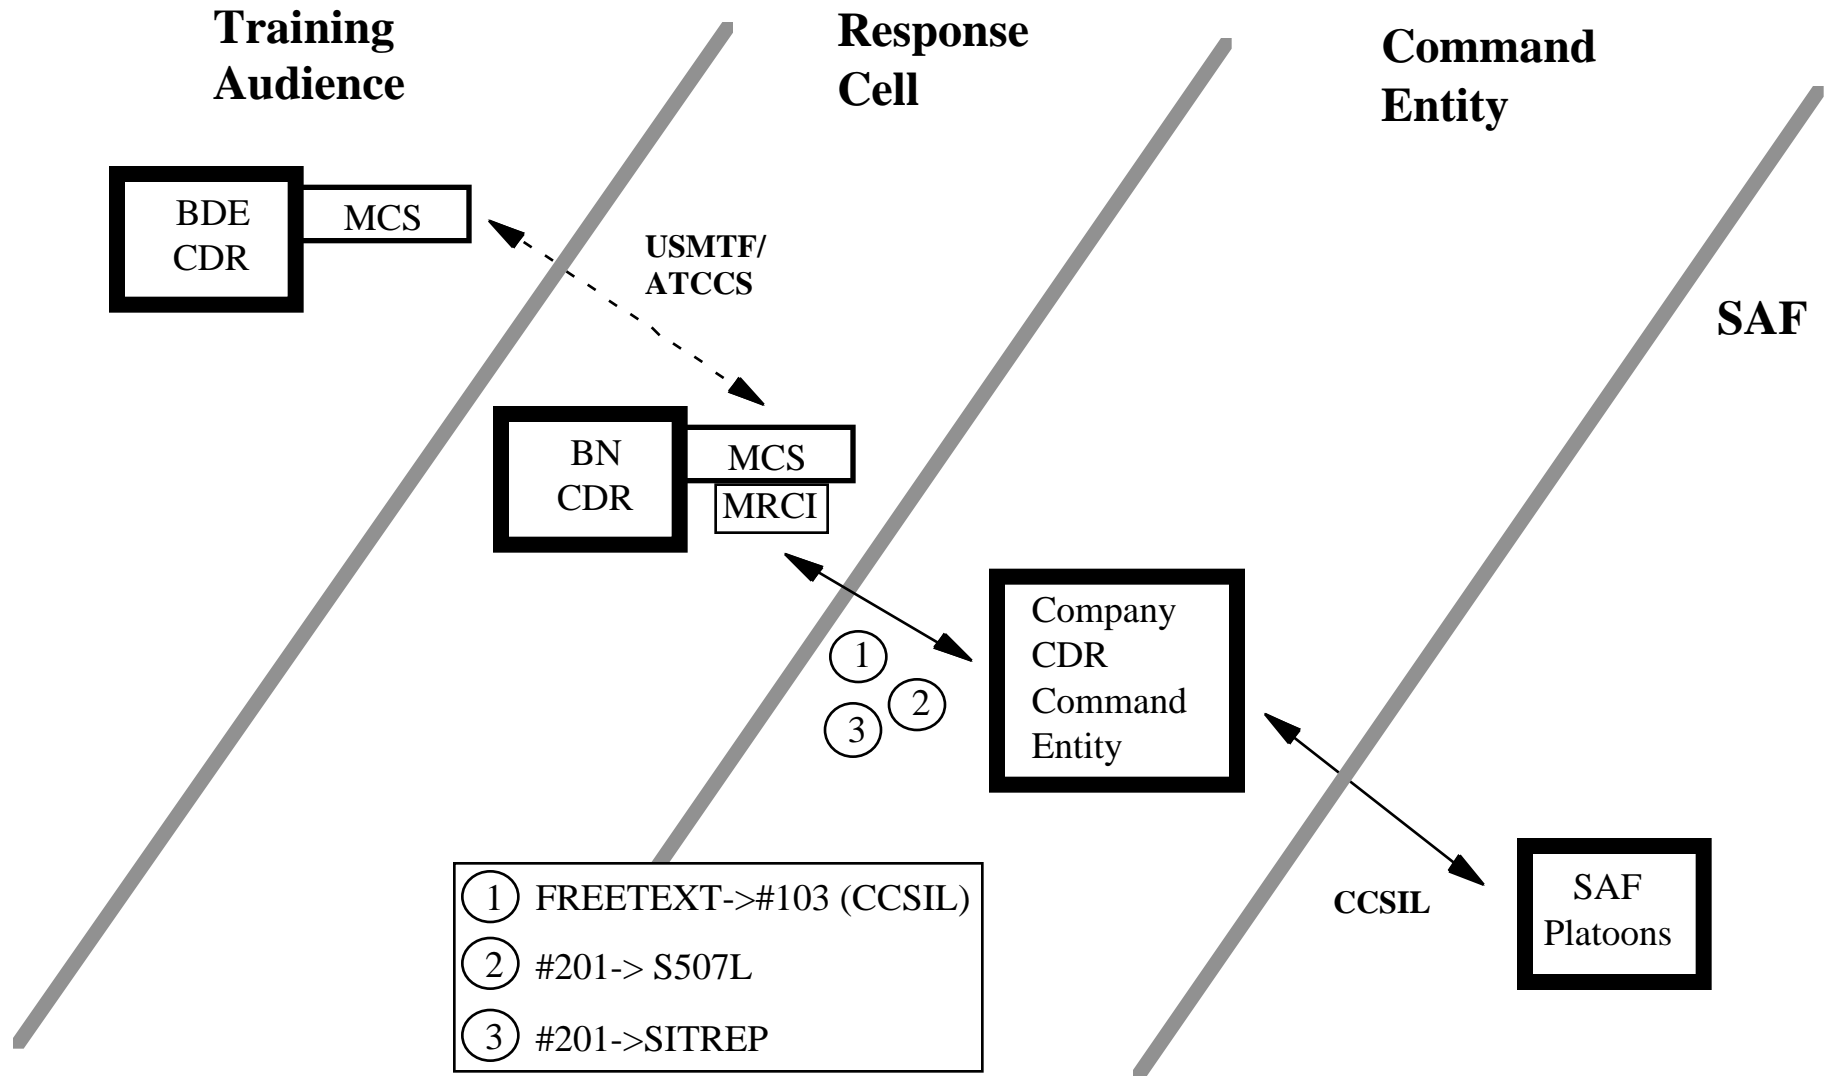 Training
Audience
Response
Cell
Command
Entity
SAF
BDE
CDR
MCS
USMTF/
ATCCS
BN
CDR
MCS
MRCI
1
2
3
Company
CDR
Command
Entity
CCSIL
SAF
Platoons
1 FREETEXT->#103 (CCSIL)
2 #201-> S507L
3 #201->SITREP